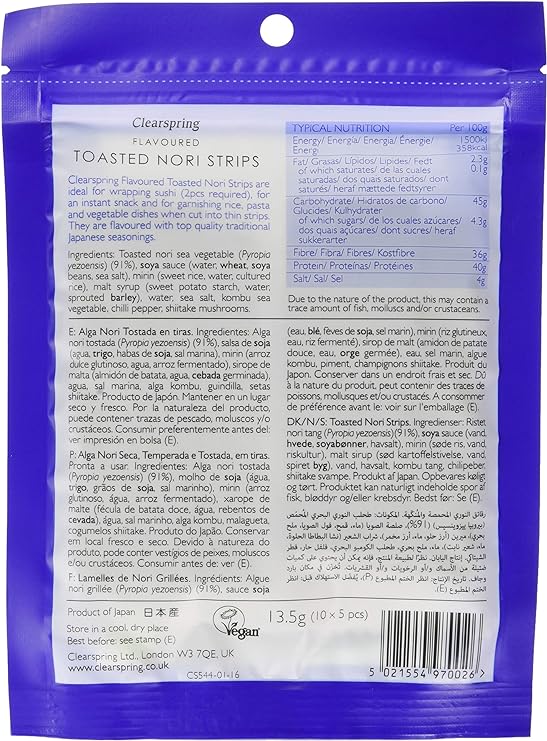 Clearspring
FLAVOURED
TOASTED NORI STRIPS
Clearspring Flavoured Toasted Nori Strips are
ideal for wrapping sushi (2pcs required), for
an instant snack and for garnishing rice, pasta
and vegetable dishes when cut into thin strips.
They are flavoured with top quality traditional
Japanese seasonings.
Ingredients: Toasted nori sea vegetable (Pyropia
yezoensis) (91%), soya sauce (water, wheat, soya
beans, sea salt), mirin (sweet rice, water, cultured
rice), malt syrup (sweet potato starch, water,
sprouted barley), water, sea salt, kombu sea
vegetable, chilli pepper, shiitake mushrooms.
TYPICAL NUTRITION Per 100g
Energy/ Energía/ Energia/ Énergie/ 1500kJ
Energi 358kcal
Fat/ Grasas/ Lípidos/ Lipides/ Fedt 2.3g
of which saturates/ de las cuales 0.1g
saturadas/ dos quais saturados/ dont
saturés/ heraf mættede fedtsyrer
Carbohydrate/ Hidratos de carbono/ 45g
Glúcides/ Kulhydrater
of which sugars/ de los cuales azúcares/ 4.3g
dos quais açúcares/ dont sucres/ heraf
sukkerarter
Fibre/ Fibra/ Fibres/ Kostfibre 36g
Protein/ Proteínas/ Protéines 40g
Salt/ Sal/ Sel 4g
Due to the nature of the product, this may contain a
trace amount of fish, molluscs and/or crustaceans.
E: Alga Nori Tostada en tiras. Ingredientes: Alga
nori tostada (Pyropia yezoensis) (91%), salsa de soja
(agua, trigo, habas de soja, sal marina), mirin (arroz
dulce glutinoso, agua, arroz fermentado), sirope de
malta (almidón de batata, agua, cebada germinada),
agua, sal marina, alga kombu, guindilla, setas
shiitake. Producto de Japón. Mantener en un lugar
seco y fresco. Por la naturaleza del producto,
puede contener trazas de pescado, moluscos y/o
crustáceos. Consumir preferentemente antes del:
ver impresión en bolsa (E).
P: Alga Nori Seca, Temperada e Tostada, em tiras.
Pronta a usar. Ingredientes: Alga nori tostada
(Pyropia yezoensis) (91%), molho de soja (água,
trigo, grãos de soja, sal marinho), mirin (arroz
glutinoso, água, arroz fermentado), xarope de
malte (fécula de batata doce, água, rebentos de
cevada), água, sal marinho, alga kombu, malagueta,
cogumelos shiitake. Produto do Japão. Conservar
em local fresco e seco. Devido à natureza do
produto, pode conter vestígios de peixes, moluscos
e/ou crustáceos. Consumir antes de: ver (E).
F: Lamelles de Nori Grillées. Ingrédients: Algue
nori grillée (Pyropia yezoensis) (91%), sauce soja
(eau, blé, fèves de soja, sel marin), mirin (riz glutineux,
eau, riz fermenté), sirop de malt (amidon de patate
douce, eau, orge germée), eau, sel marin, algue
kombu, piment, champignons shiitake. Produit du
Japon. Conserver dans un endroit frais et sec. Dû
à la nature du produit, peut contenir des traces de
poissons, mollusques et/ou crustacés. A consommer
de préférence avant le: voir sur l'emballage (E).
DK/N/S: Toasted Nori Strips. Ingredienser: Ristet
nori tang (Pyropia yezoensis) (91%), soya sauce (vand,
hvede, soyabønner, havsalt), mirin (søde ris, vand,
riskultur), malt sirup (sød kartoffelstivelse, vand,
spiret byg), vand, havsalt, kombu tang, chilipeber,
shiitake svampe. Produkt af Japan. Opbevares køligt
og tørt. Produktet kan naturligt indeholde spor af
fisk, bløddyr og/eller krebsdyr. Bedst før: Se (E).
Product of Japan 日本産
Store in a cool, dry place
Best before: see stamp (E)
Clearspring Ltd., London W3 7QE, UK
www.clearspring.co.uk
CS544-01-16
Vegan
13.5g (10 x 5 pcs)
5 021554 970026 >